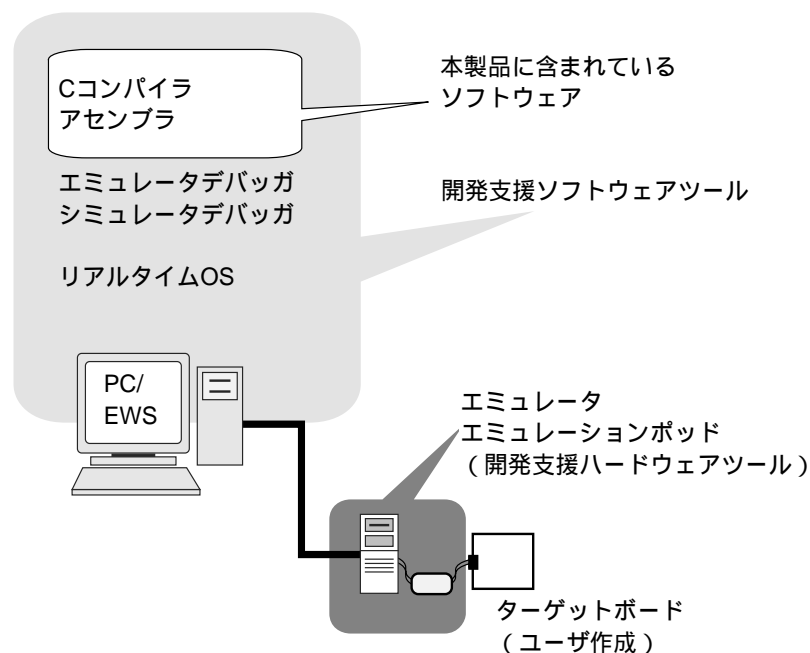 Cコンパイラ
アセンブラ
本製品に含まれている
ソフトウェア
エミュレータデバッガ
シミュレータデバッガ
開発支援ソフトウェアツール
リアルタイムOS
PC/
EWS
エミュレータ
エミュレーションポッド
（開発支援ハードウェアツール）
ターゲットボード
（ユーザ作成）